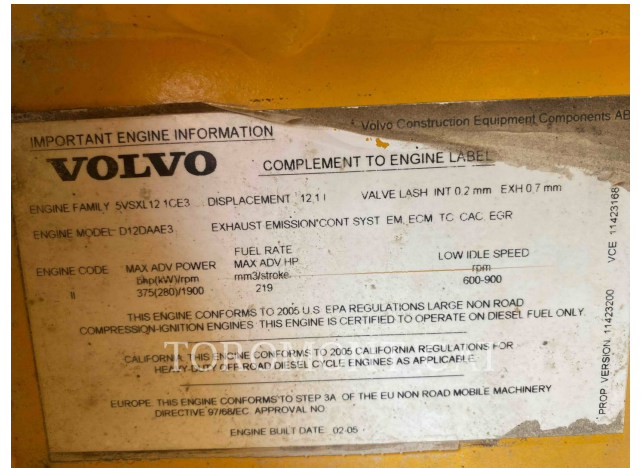 Volvo Construction Equipment Components AB
IMPORTANT ENGINE INFORMATION
VOLVO
COMPLEMENT TO ENGINE LABEL
ENGINE FAMILY 5VSXL12.1CE3 DISPLACEMENT 12,1 l VALVE LASH INT 0.2 mm EXH 0.7 mm
ENGINE MODEL D12DAAE3 EXHAUST EMISSION CONT SYST EM, ECM TC CAC, EGR
ENGINE CODE MAX ADV POWER FUEL RATE MAX ADV HP LOW IDLE SPEED
bhp(kW)/rpm mm3/stroke rpm
II 375(280)/1900 219 600-900
THIS ENGINE CONFORMS TO 2005 U.S. EPA REGULATIONS LARGE NON ROAD
COMPRESSION-IGNITION ENGINES THIS ENGINE IS CERTIFIED TO OPERATE ON DIESEL FUEL ONLY.
CALIFORNIA: THIS ENGINE CONFORMS TO 2005 CALIFORNIA REGULATIONS FOR
HEAVY-DUTY OFF-ROAD DIESEL CYCLE ENGINES AS APPLICABLE.
EUROPE: THIS ENGINE CONFORMS TO STEP 3A OF THE EU NON ROAD MOBILE MACHINERY
DIRECTIVE 97/68/EC. APPROVAL NO:
ENGINE BUILT DATE 02-05
PROP. VERSION. 11423200 VCE 11423168